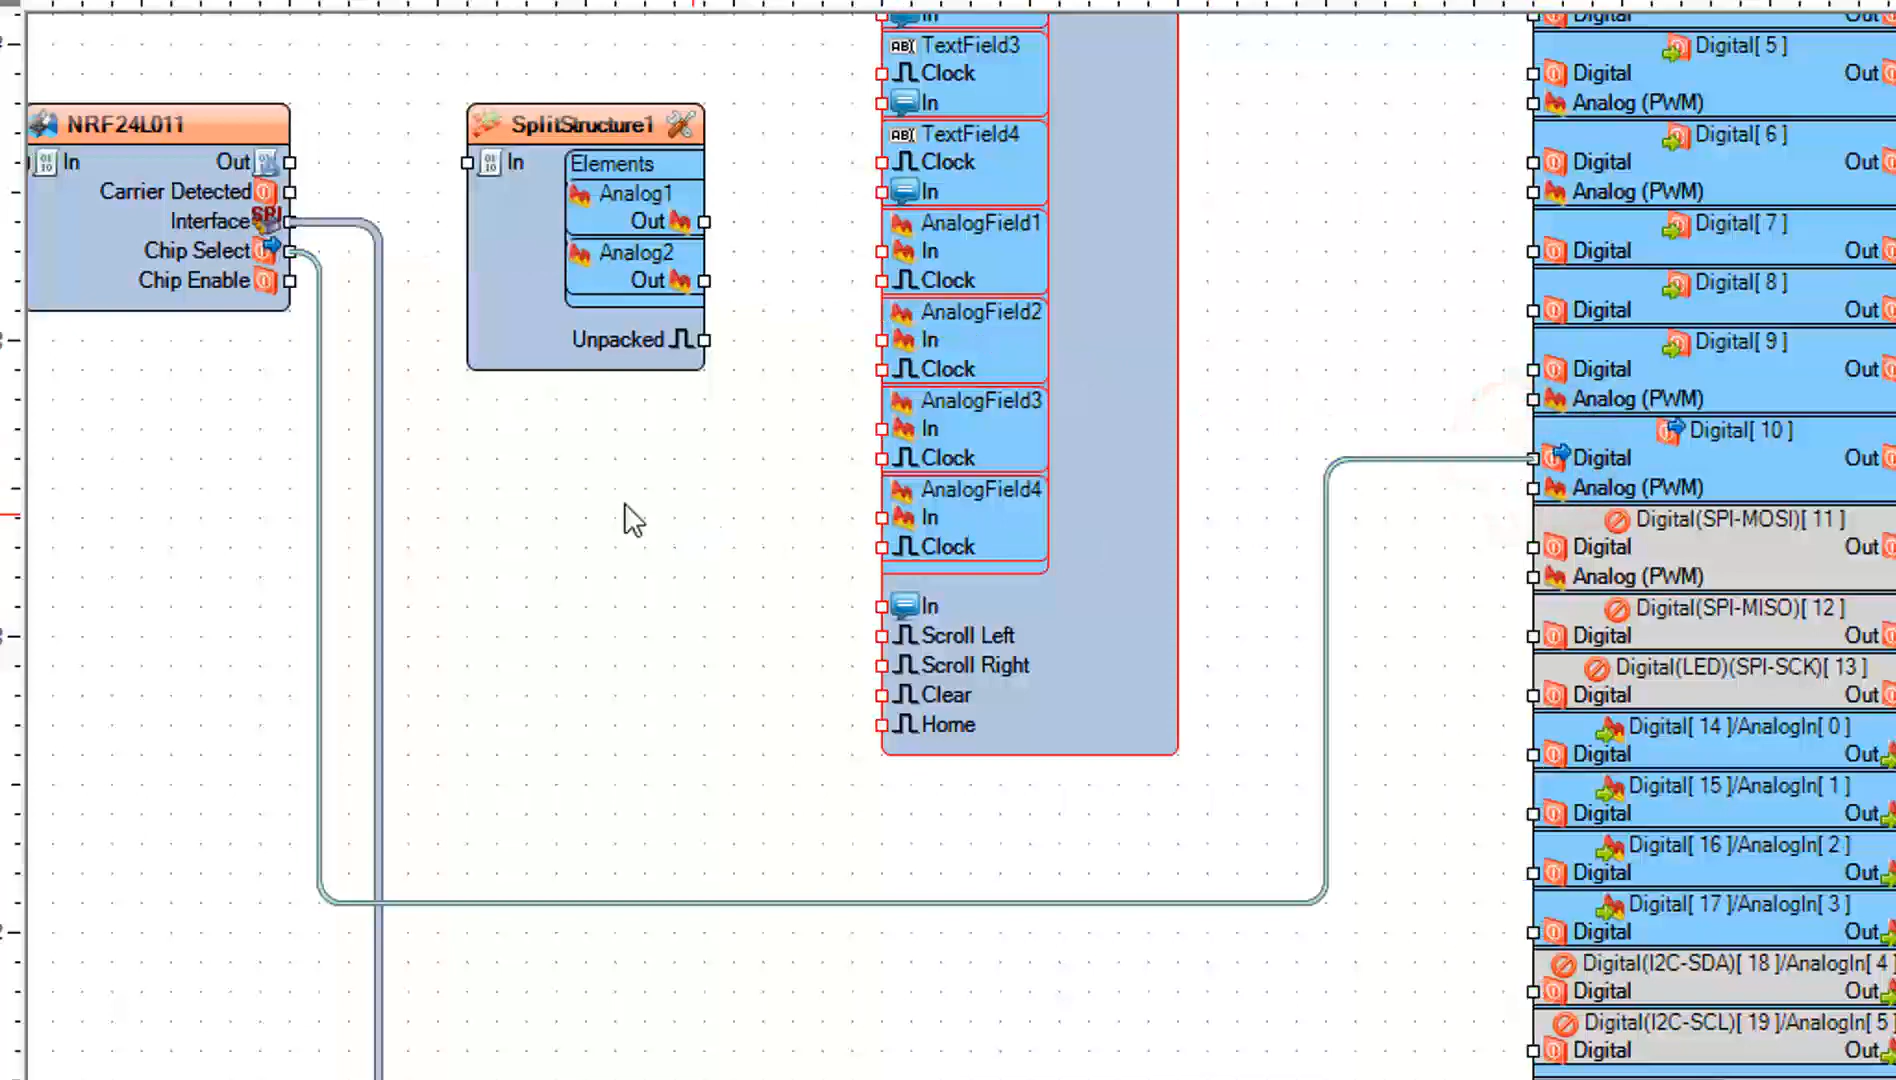 NRF24L011
In Out
Carrier Detected
Interface SPI
Chip Select
Chip Enable
SplitStructure1
In
Elements
Analog1
Out
Analog2
Out
Unpacked
In
TextField3
Clock
In
TextField4
Clock
In
AnalogField1
In
Clock
AnalogField2
In
Clock
AnalogField3
In
Clock
AnalogField4
In
Clock
In
Scroll Left
Scroll Right
Clear
Home
Digital Out
Digital[ 5 ]
Digital Out
Analog (PWM)
Digital[ 6 ]
Digital Out
Analog (PWM)
Digital[ 7 ]
Digital Out
Digital[ 8 ]
Digital Out
Digital[ 9 ]
Digital Out
Analog (PWM)
Digital[ 10 ]
Digital Out
Analog (PWM)
Digital(SPI-MOSI)[ 11 ]
Digital Out
Analog (PWM)
Digital(SPI-MISO)[ 12 ]
Digital Out
Digital(LED)(SPI-SCK)[ 13 ]
Digital Out
Digital[ 14 ]/AnalogIn[ 0 ]
Digital Out
Digital[ 15 ]/AnalogIn[ 1 ]
Digital Out
Digital[ 16 ]/AnalogIn[ 2 ]
Digital Out
Digital[ 17 ]/AnalogIn[ 3 ]
Digital Out
Digital(I2C-SDA)[ 18 ]/AnalogIn[ 4
Digital Out
Digital(I2C-SCL)[ 19 ]/AnalogIn[ 5
Digital Out